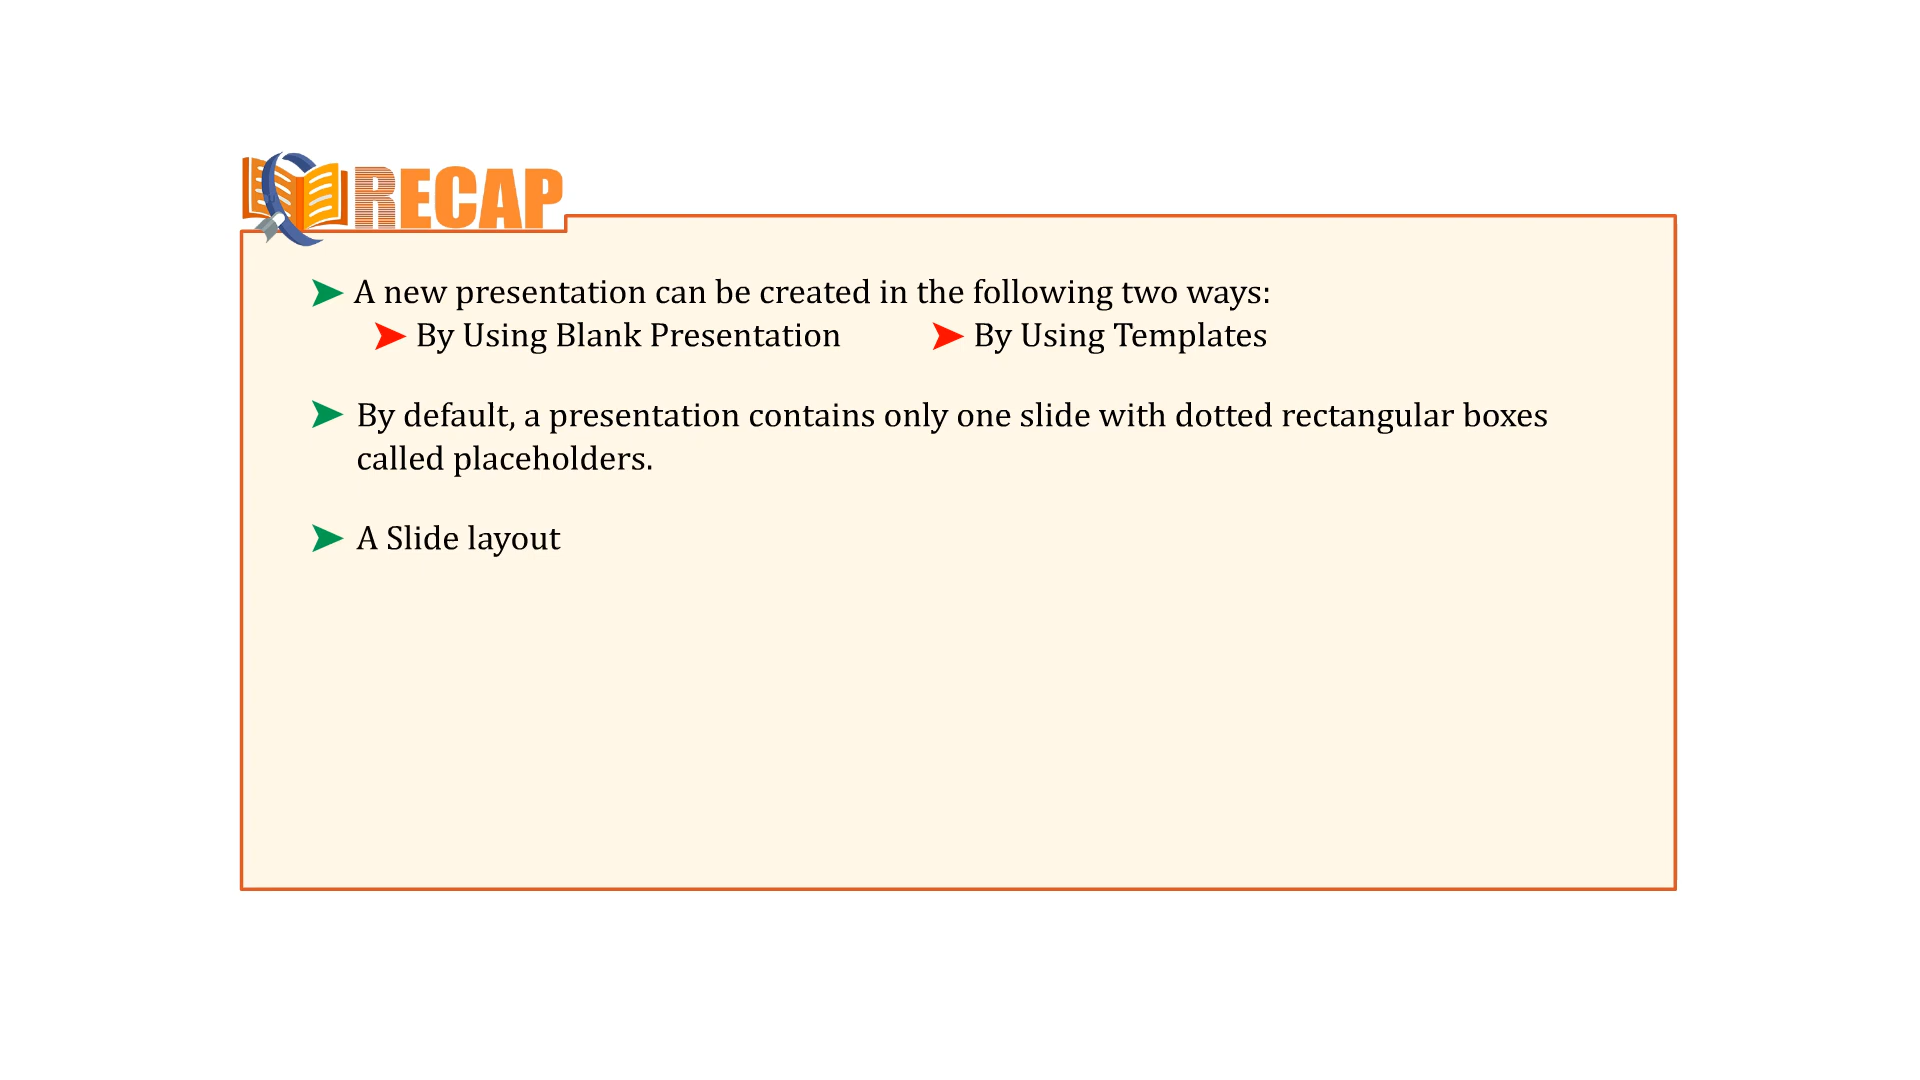 RECAP
➤ A new presentation can be created in the following two ways:
➤ By Using Blank Presentation ➤ By Using Templates
➤ By default, a presentation contains only one slide with dotted rectangular boxes
called placeholders.
➤ A Slide layout